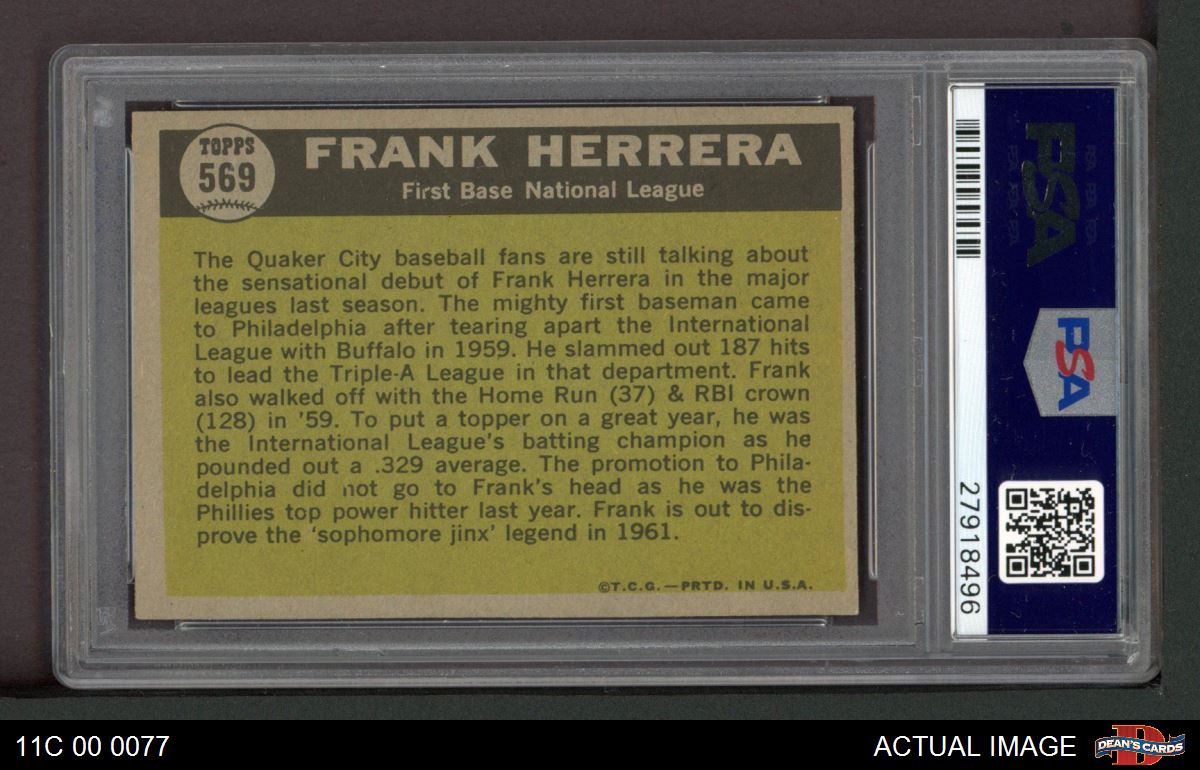 TOPPS
569
FRANK HERRERA
First Base National League
The Quaker City baseball fans are still talking about
the sensational debut of Frank Herrera in the major
leagues last season. The mighty first baseman came
to Philadelphia after tearing apart the International
League with Buffalo in 1959. He slammed out 187 hits
to lead the Triple-A League in that department. Frank
also walked off with the Home Run (37) & RBI crown
(128) in '59. To put a topper on a great year, he was
the International League's batting champion as he
pounded out a .329 average. The promotion to Phila-
delphia did not go to Frank's head as he was the
Phillies top power hitter last year. Frank is out to dis-
prove the 'sophomore jinx' legend in 1961.
©T.C.G.—PRTD. IN U.S.A.
PSA
PSA PSA
PSA PSA
PSA PSA
PSA
27918496
11C 00 0077
ACTUAL IMAGE
D
DEAN'S CARDS